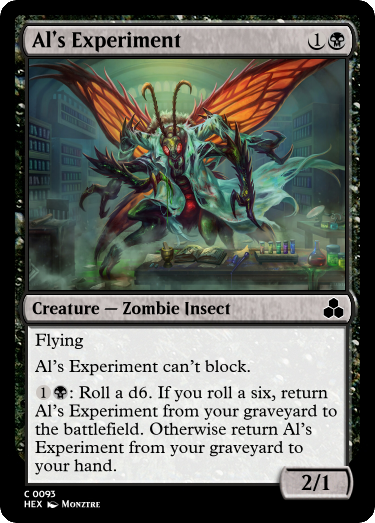 Al's Experiment 1
Creature — Zombie Insect
Flying
Al's Experiment can't block.
1 : Roll a d6. If you roll a six, return
Al's Experiment from your graveyard to
the battlefield. Otherwise return Al's
Experiment from your graveyard to
your hand.
2/1
C 0093
HEX Monztre